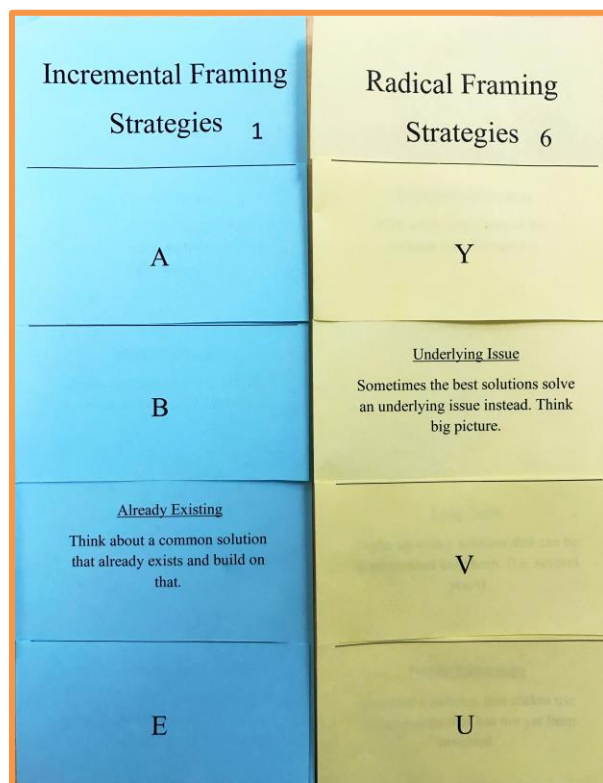 Incremental Framing
Strategies 1
A
B
Already Existing
Think about a common solution
that already exists and build on
that.
E
Radical Framing
Strategies 6
Y
Underlying Issue
Sometimes the best solutions solve
an underlying issue instead. Think
big picture.
V
U